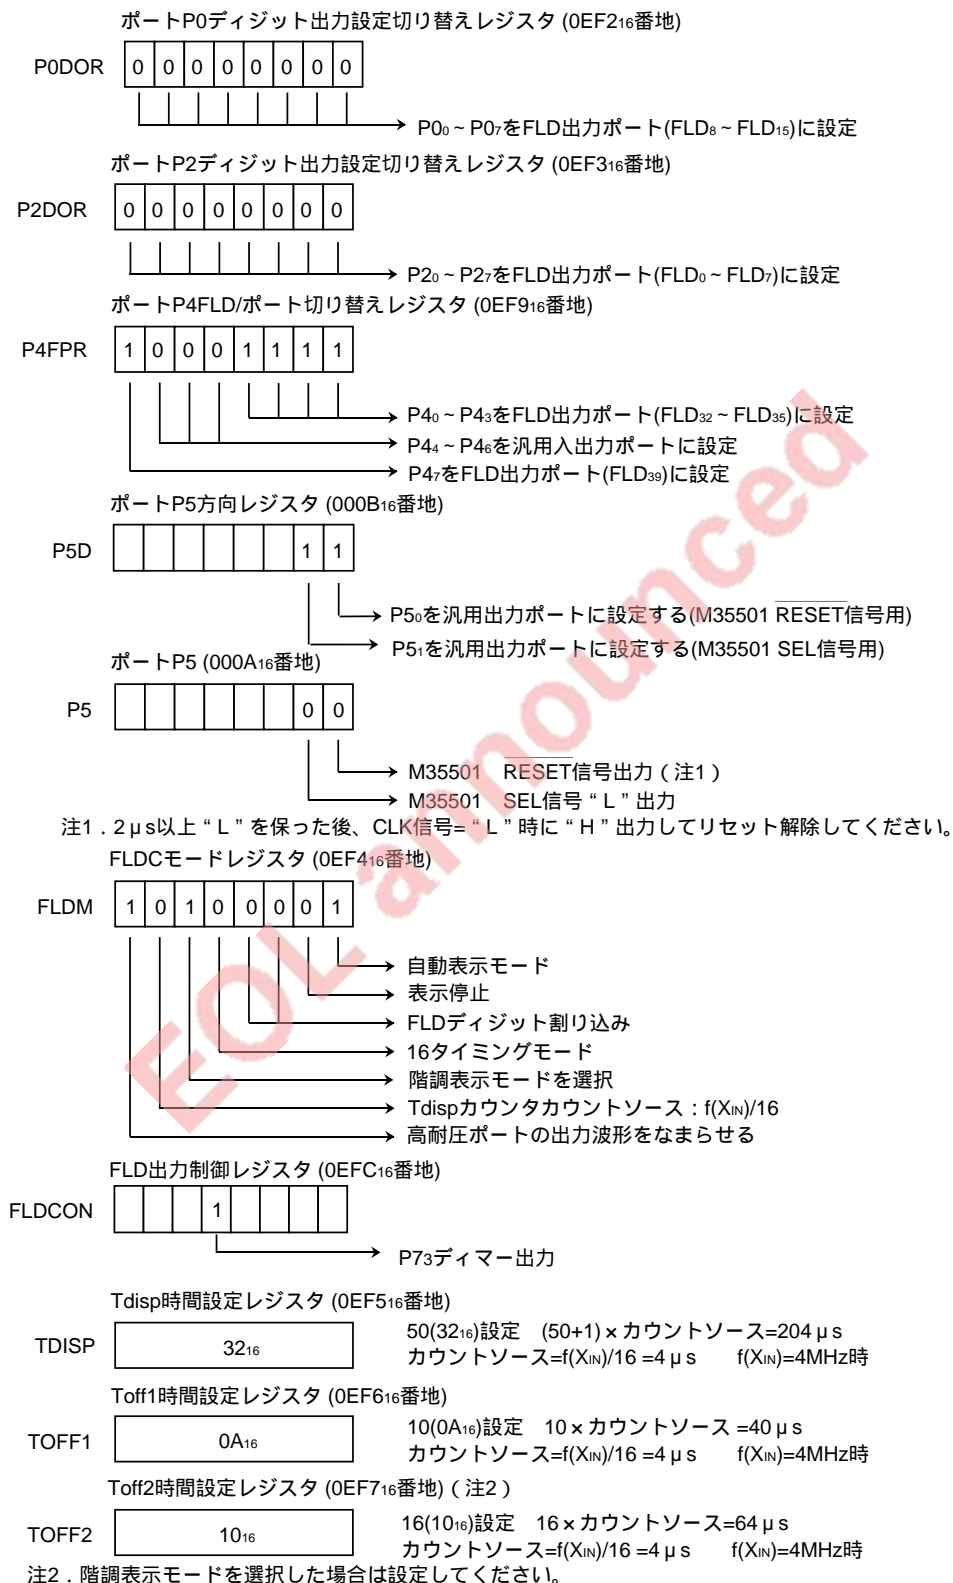 ポートP0ディジット出力設定切り替えレジスタ (0EF216番地)
P0DOR 0 0 0 0 0 0 0 0
P00 ~ P07をFLD出力ポート(FLD8 ~ FLD15)に設定
ポートP2ディジット出力設定切り替えレジスタ (0EF316番地)
P2DOR 0 0 0 0 0 0 0 0
P20 ~ P27をFLD出力ポート(FLD0 ~ FLD7)に設定
ポートP4FLD/ポート切り替えレジスタ (0EF916番地)
P4FPR 1 0 0 0 1 1 1 1
P40 ~ P43をFLD出力ポート(FLD32 ~ FLD35)に設定
P44 ~ P46を汎用入出力ポートに設定
P47をFLD出力ポート(FLD39)に設定
ポートP5方向レジスタ (000B16番地)
P5D 1 1
P50を汎用出力ポートに設定する(M35501 RESET信号用)
P51を汎用出力ポートに設定する(M35501 SEL信号用)
ポートP5 (000A16番地)
P5 0 0
M35501 RESET信号出力（注1）
M35501 SEL信号“L”出力
注1．2μs以上“L”を保った後、CLK信号=“L”時に“H”出力してリセット解除してください。
FLDCモードレジスタ (0EF416番地)
FLDM 1 0 1 0 0 0 0 1
自動表示モード
表示停止
FLDディジット割り込み
16タイミングモード
階調表示モードを選択
Tdispカウンタカウントソース：f(XIN)/16
高耐圧ポートの出力波形をなまらせる
FLD出力制御レジスタ (0EFC16番地)
FLDCON 1
P73ディマー出力
Tdisp時間設定レジスタ (0EF516番地)
TDISP 3216
50(3216)設定 (50+1)×カウントソース=204μs
カウントソース=f(XIN)/16 =4μs f(XIN)=4MHz時
Toff1時間設定レジスタ (0EF616番地)
TOFF1 0A16
10(0A16)設定 10×カウントソース =40μs
カウントソース=f(XIN)/16 =4μs f(XIN)=4MHz時
Toff2時間設定レジスタ (0EF716番地)（注2）
TOFF2 1016
16(1016)設定 16×カウントソース=64μs
カウントソース=f(XIN)/16 =4μs f(XIN)=4MHz時
注2．階調表示モードを選択した場合は設定してください。
EOL announced